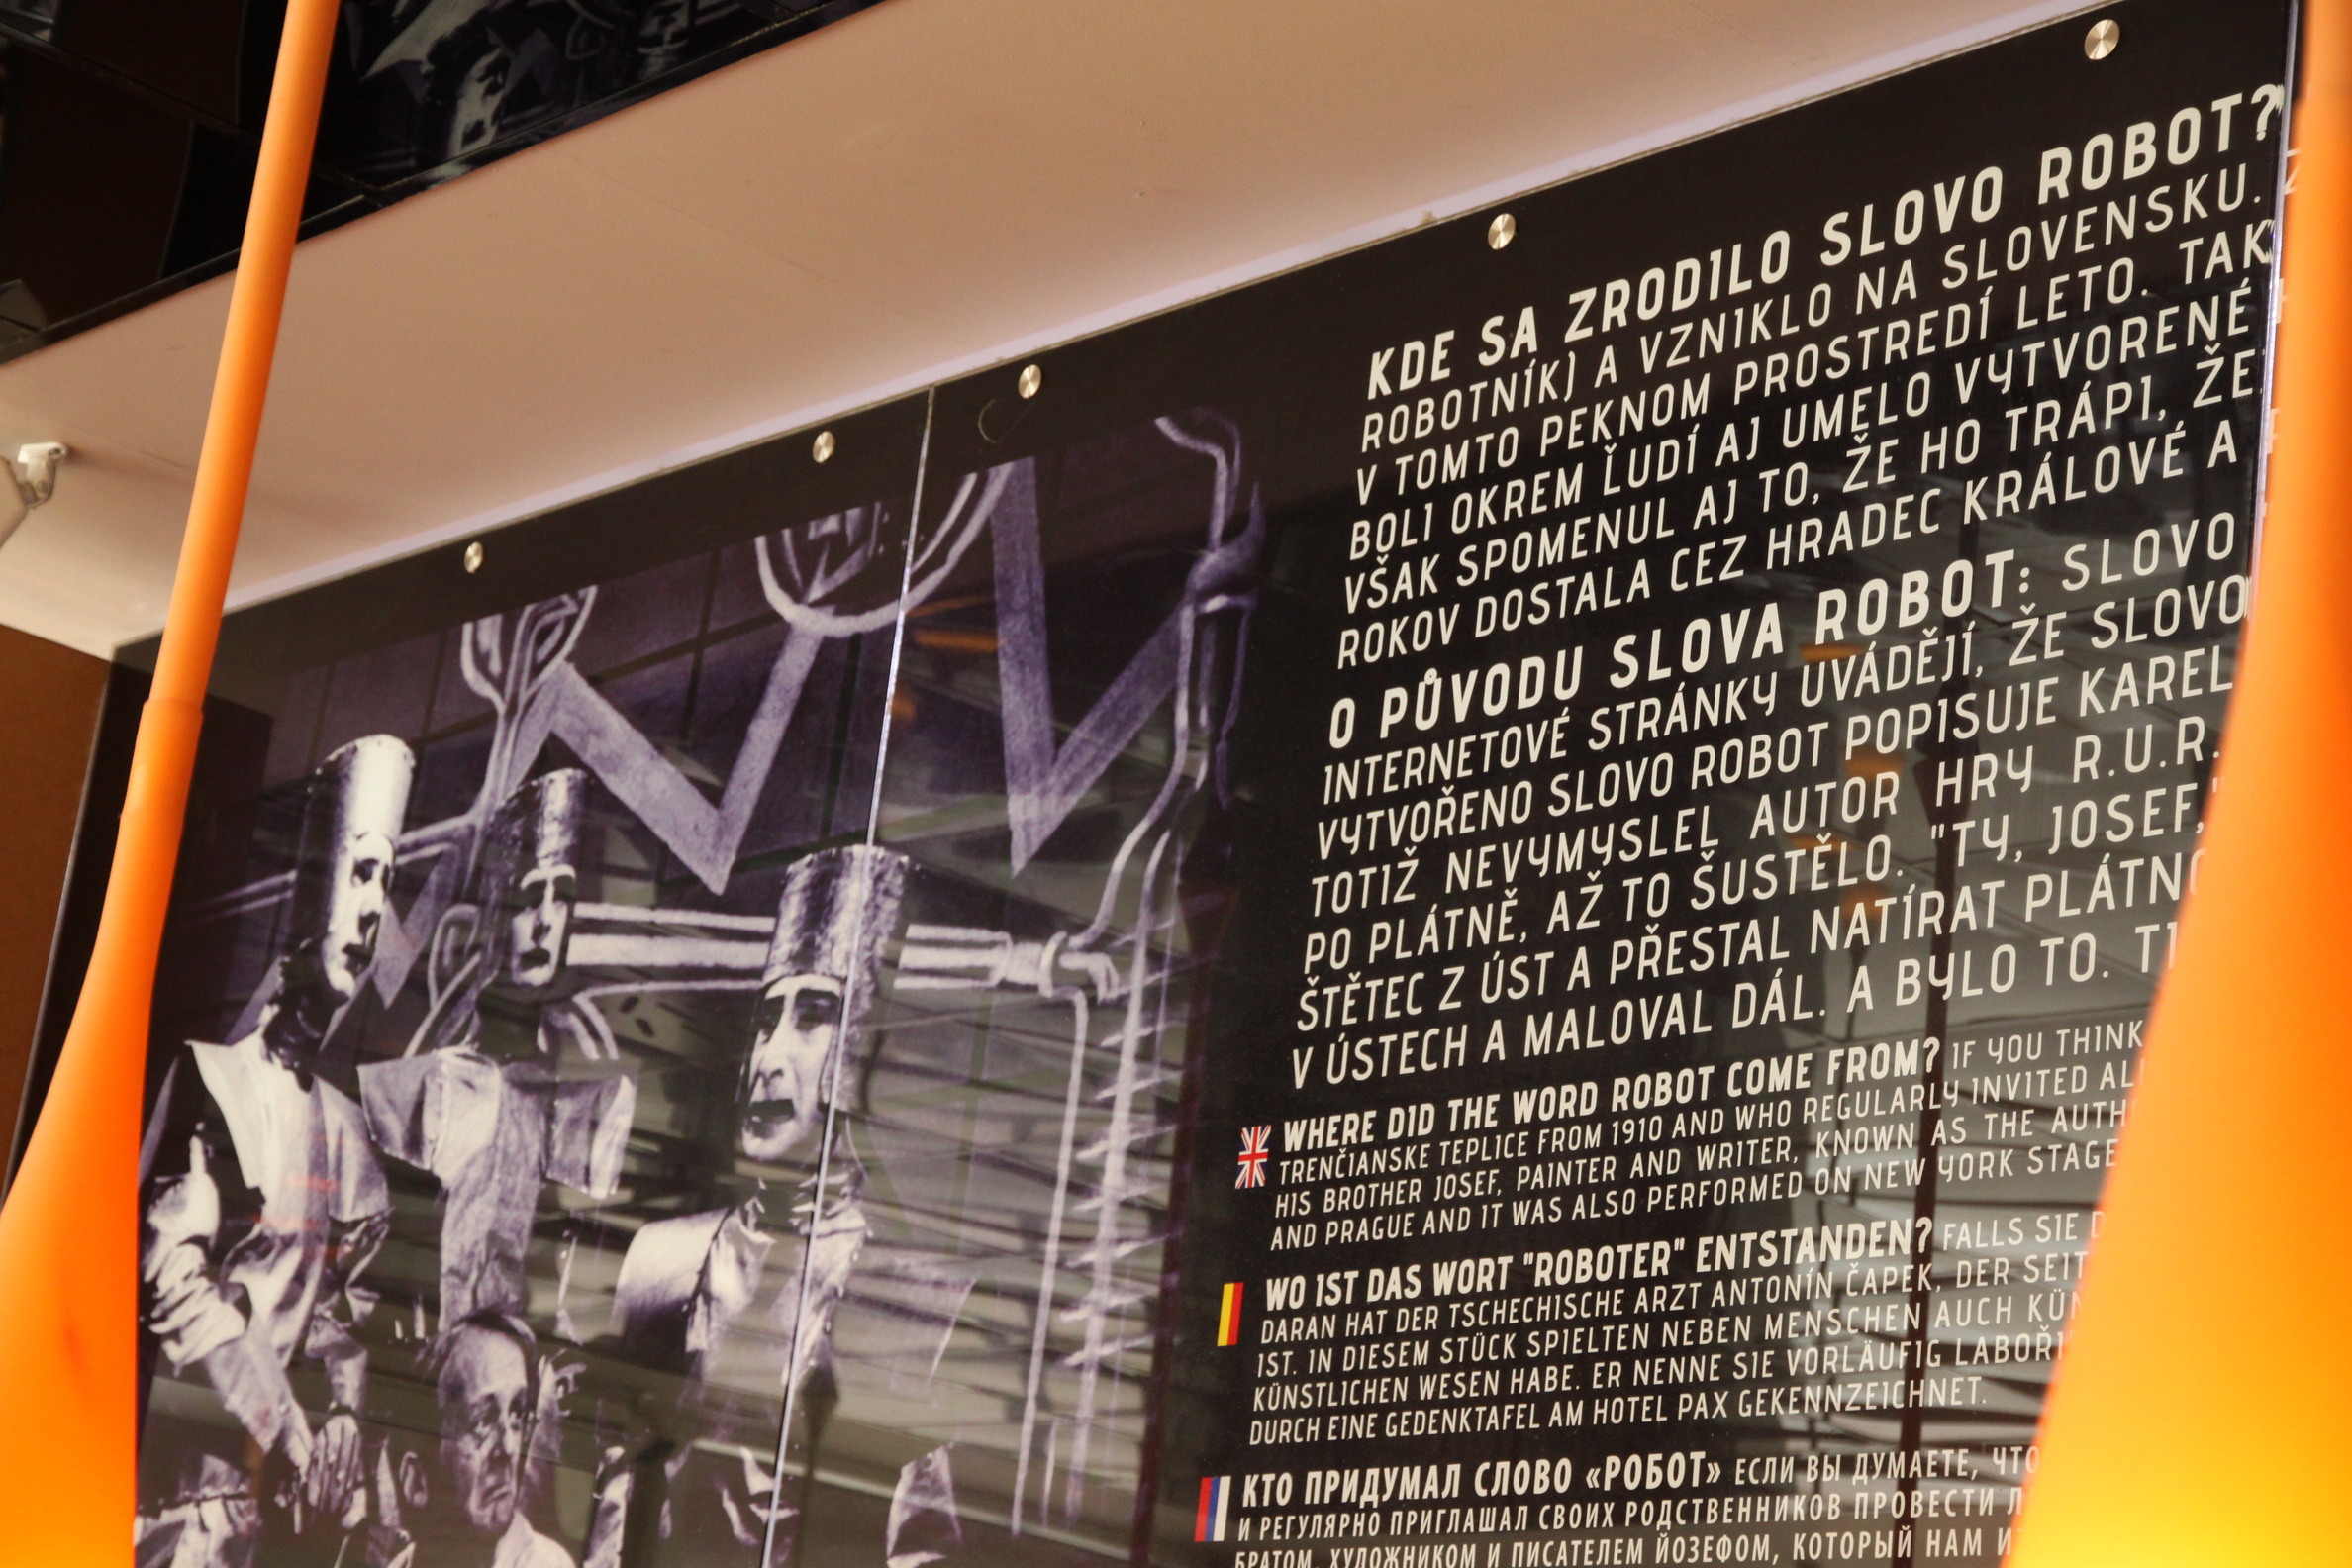 KDE SA ZRODILO SLOVO ROBOT?
ROBOTNÍK) A VZNIKLO NA SLOVENSKU.
V TOMTO PEKNOM PROSTREDÍ LETO. TAK
BOLI OKREM ĽUDÍ AJ UMELO VYTVORENÉ
VŠAK SPOMENUL AJ TO, ŽE HO TRÁPI, ŽE
ROKOV DOSTALA CEZ HRADEC KRÁLOVÉ A
O PŮVODU SLOVA ROBOT: SLOVO
INTERNETOVÉ STRÁNKY UVÁDĚJÍ, ŽE SLOVO
VYTVOŘENO SLOVO ROBOT POPISUJE KAREL
TOTIŽ NEVYMYSLEL AUTOR HRY R.U.R.
PO PLÁTNĚ, AŽ TO ŠUSTĚLO. "TY, JOSEF,"
ŠTĚTEC Z ÚST A PŘESTAL NATÍRAT PLÁTNO
V ÚSTECH A MALOVAL DÁL. A BYLO TO.
WHERE DID THE WORD ROBOT COME FROM? IF YOU THINK
TRENČIANSKE TEPLICE FROM 1910 AND WHO REGULARLY INVITED
HIS BROTHER JOSEF, PAINTER AND WRITER, KNOWN AS THE
AND PRAGUE AND IT WAS ALSO PERFORMED ON NEW YORK STAGE
WO IST DAS WORT "ROBOTER" ENTSTANDEN? FALLS SIE
DARAN HAT DER TSCHECHISCHE ARZT ANTONÍN ČAPEK, DER SEIT
IST. IN DIESEM STÜCK SPIELTEN NEBEN MENSCHEN AUCH
KÜNSTLICHEN WESEN HABE. ER NENNE SIE VORLÄUFIG
DURCH EINE GEDENKTAFEL AM HOTEL PAX GEKENNZEICHNET.
КТО ПРИДУМАЛ СЛОВО «РОБОТ» ЕСЛИ ВЫ ДУМАЕТЕ, ЧТО
И РЕГУЛЯРНО ПРИГЛАШАЛ СВОИХ РОДСТВЕННИКОВ ПРОВЕСТИ
БРАТОМ, ХУДОЖНИКОМ И ПИСАТЕЛЕМ ЙОЗЕФОМ, КОТОРЫЙ НАМ